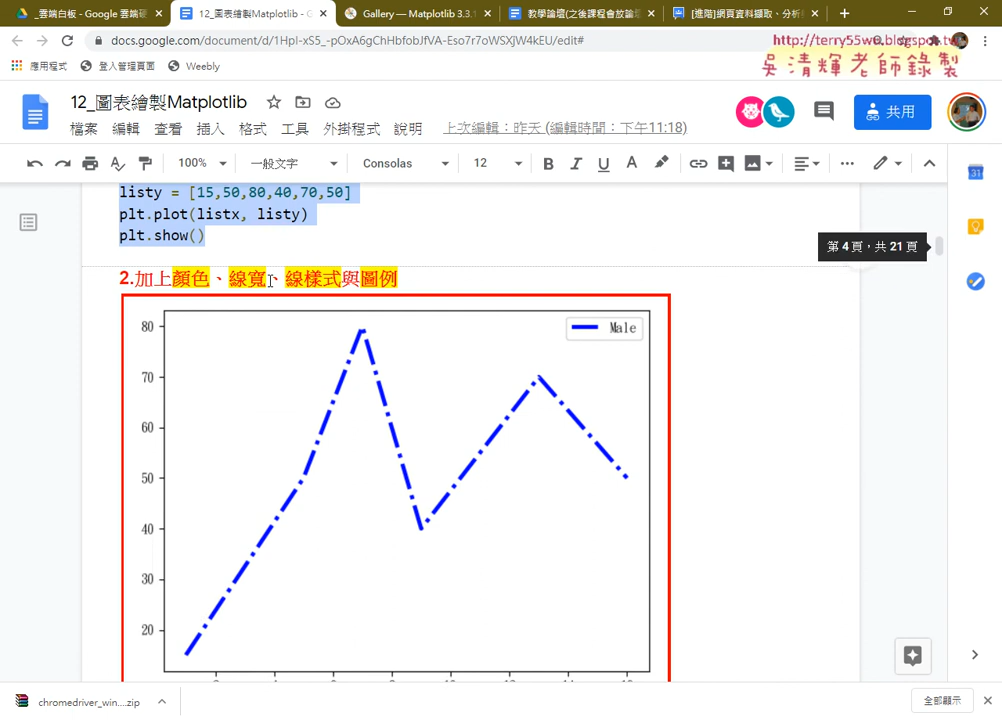 _雲端白板 - Google 雲端硬
12_圖表繪製Matplotlib - G
Gallery — Matplotlib 3.3.
教學論壇(之後課程會放論壇
[進階]網頁資料擷取、分析
docs.google.com/document/d/1HpI-xS5_-pOxA6gChHbfobJfVA-Eso7r7oWSXJW4kEU/edit#
http://terry55wu.blogspot.tw
吳清輝老師錄製
應用程式
登入管理頁面
Weebly
12_圖表繪製Matplotlib
共用
檔案 編輯 查看 插入 格式 工具 外掛程式 說明 上次編輯：昨天 (編輯時間：下午11:18)
100% 一般文字 Consolas 12 B I U A
31
listy = [15,50,80,40,70,50]
plt.plot(listx, listy)
plt.show()
第 4 頁，共 21 頁
2.加上顏色、線寬、線樣式與圖例
Male
80
70
60
50
40
30
20
chromedriver_win....zip
全部顯示